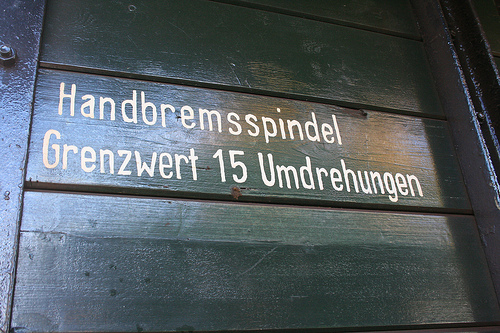 Handbremsspindel
Grenzwert 15 Umdrehungen